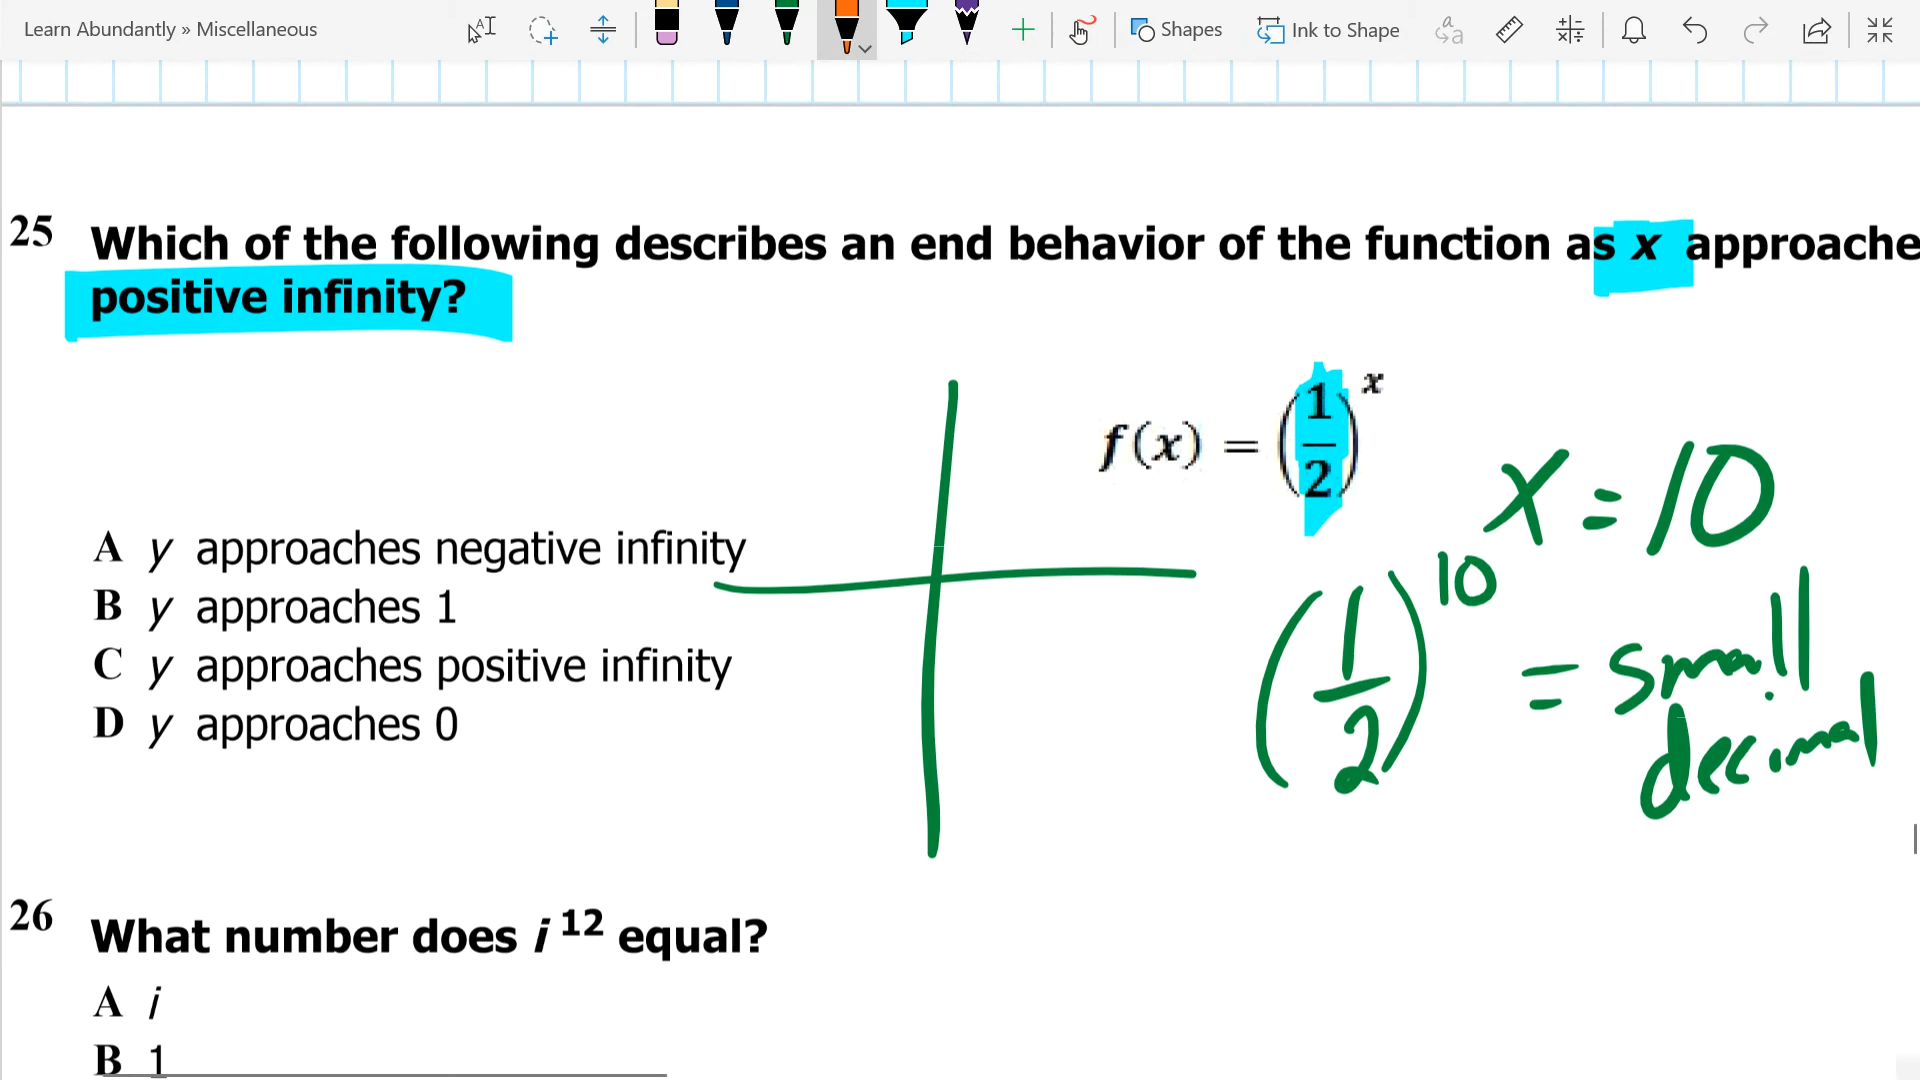 Learn Abundantly » Miscellaneous
Shapes
Ink to Shape
25 Which of the following describes an end behavior of the function as x approache
positive infinity?
f(x) = (1/2)^x
x = 10
A y approaches negative infinity
B y approaches 1
C y approaches positive infinity
D y approaches 0
(1/2)^10 = small
decimal
26 What number does i^12 equal?
A i
B 1